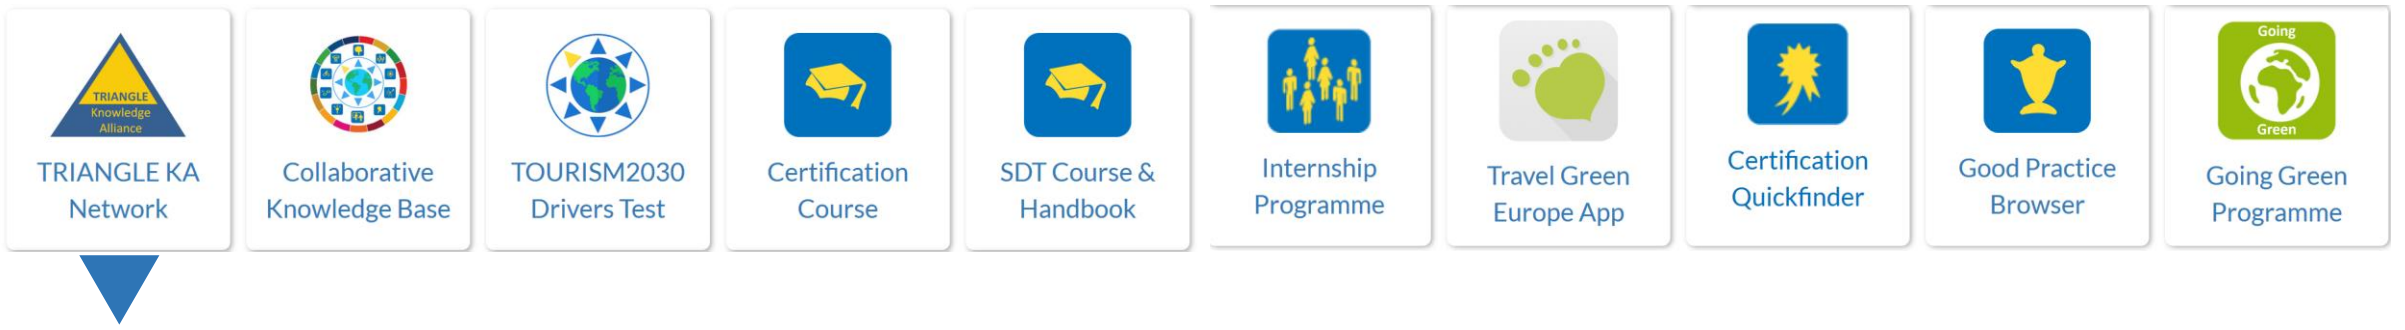 TRIANGLE
Knowledge
Alliance
TRIANGLE KA
Network
Collaborative
Knowledge Base
TOURISM2030
Drivers Test
Certification
Course
SDT Course &
Handbook
Internship
Programme
Travel Green
Europe App
Certification
Quickfinder
Good Practice
Browser
Going
Green
Going Green
Programme